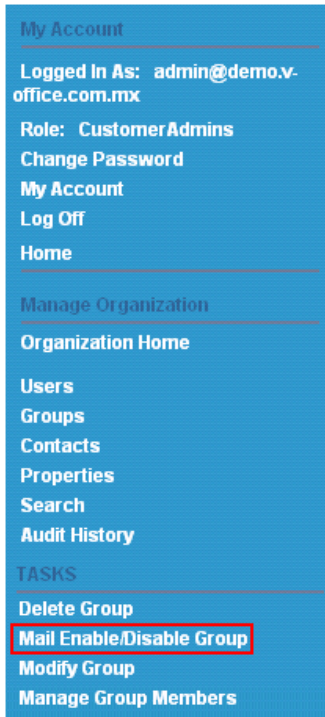 My Account
Logged In As: admin@demo.v-
office.com.mx
Role: CustomerAdmins
Change Password
My Account
Log Off
Home
Manage Organization
Organization Home
Users
Groups
Contacts
Properties
Search
Audit History
TASKS
Delete Group
Mail Enable/Disable Group
Modify Group
Manage Group Members